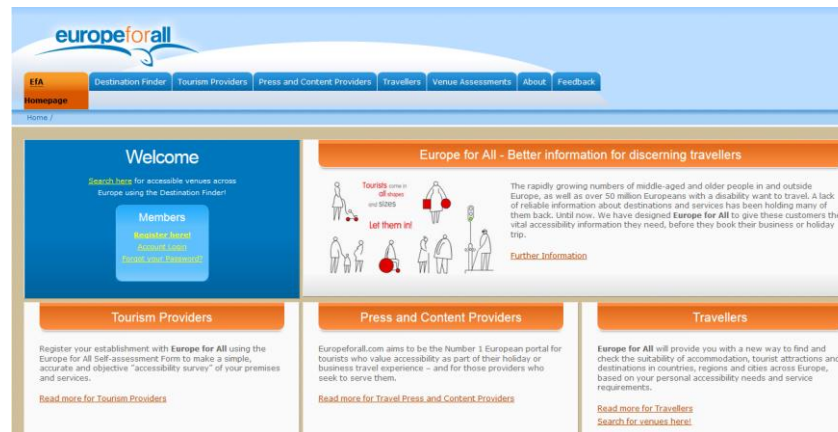 europeforall
EfA
Homepage
Destination Finder
Tourism Providers
Press and Content Providers
Travellers
Venue Assessments
About
Feedback
Home /
Welcome
Search here for accessible venues across
Europe using the Destination Finder!
Members
Register here!
Account Login
Forgot your Password?
Europe for All - Better information for discerning travellers
Tourists come in
all shapes
and sizes
Let them in!
The rapidly growing numbers of middle-aged and older people in and outside
Europe, as well as over 50 million Europeans with a disability want to travel. A lack
of reliable information about destinations and services has been holding many of
them back. Until now. We have designed Europe for All to give these customers the
vital accessibility information they need, before they book their business or holiday
trip.
Further Information
Tourism Providers
Register your establishment with Europe for All using the
Europe for All Self-assessment Form to make a simple,
accurate and objective "accessibility survey" of your premises
and services.
Read more for Tourism Providers
Press and Content Providers
Europeforall.com aims to be the Number 1 European portal for
tourists who value accessibility as part of their holiday or
business travel experience – and for those providers who
seek to serve them.
Read more for Travel Press and Content Providers
Travellers
Europe for All will provide you with a new way to find and
check the suitability of accommodation, tourist attractions and
destinations in countries, regions and cities across Europe,
based on your personal accessibility needs and service
requirements.
Read more for Travellers
Search for venues here!